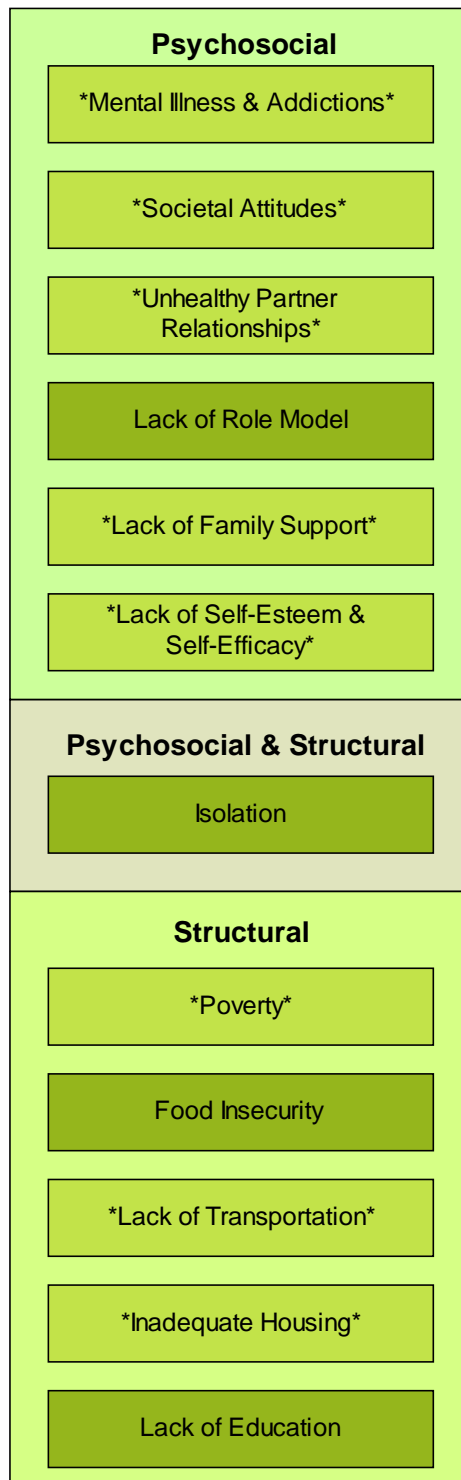 Psychosocial
*Mental Illness & Addictions*
*Societal Attitudes*
*Unhealthy Partner
Relationships*
Lack of Role Model
*Lack of Family Support*
*Lack of Self-Esteem &
Self-Efficacy*
Psychosocial & Structural
Isolation
Structural
*Poverty*
Food Insecurity
*Lack of Transportation*
*Inadequate Housing*
Lack of Education